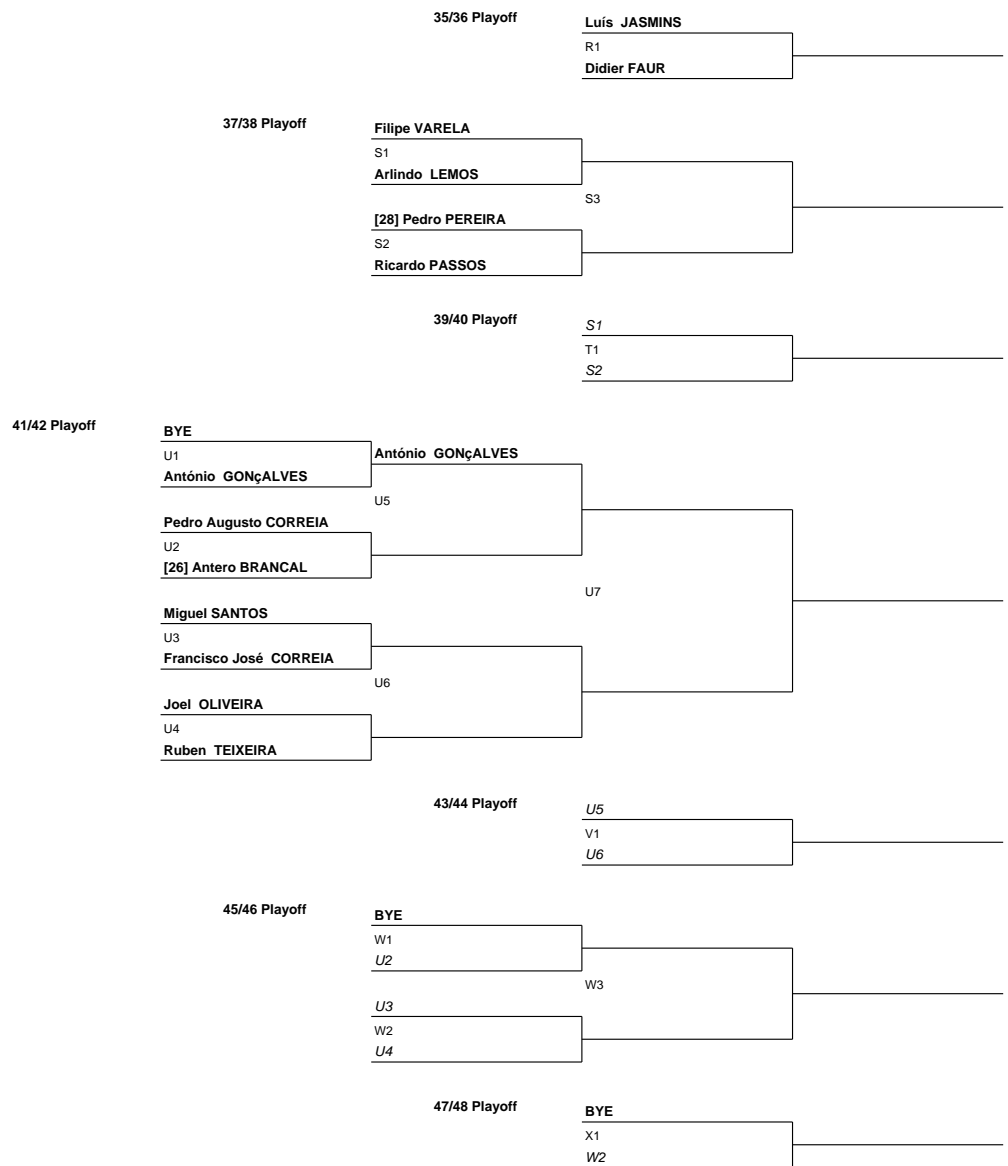 35/36 Playoff
Luís JASMINS
R1
Didier FAUR
37/38 Playoff
Filipe VARELA
S1
Arlindo LEMOS
S3
[28] Pedro PEREIRA
S2
Ricardo PASSOS
39/40 Playoff
S1
T1
S2
41/42 Playoff
BYE
U1
António GONçALVES
António GONçALVES
U5
Pedro Augusto CORREIA
U2
[26] Antero BRANCAL
U7
Miguel SANTOS
U3
Francisco José CORREIA
U6
Joel OLIVEIRA
U4
Ruben TEIXEIRA
43/44 Playoff
U5
V1
U6
45/46 Playoff
BYE
W1
U2
W3
U3
W2
U4
47/48 Playoff
BYE
X1
W2